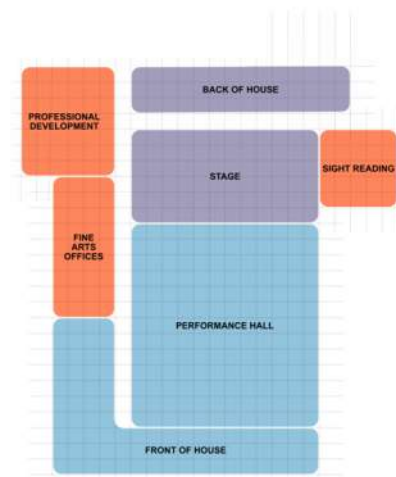 BACK OF HOUSE
PROFESSIONAL
DEVELOPMENT
STAGE
SIGHT READING
FINE
ARTS
OFFICES
PERFORMANCE HALL
FRONT OF HOUSE